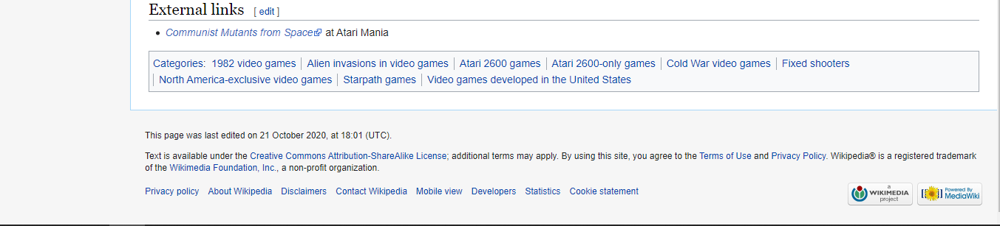 External links [ edit ]
• Communist Mutants from Space at Atari Mania
Categories: 1982 video games | Alien invasions in video games | Atari 2600 games | Atari 2600-only games | Cold War video games | Fixed shooters
| North America-exclusive video games | Starpath games | Video games developed in the United States
This page was last edited on 21 October 2020, at 18:01 (UTC).
Text is available under the Creative Commons Attribution-ShareAlike License; additional terms may apply. By using this site, you agree to the Terms of Use and Privacy Policy. Wikipedia® is a registered trademark
of the Wikimedia Foundation, Inc., a non-profit organization.
Privacy policy About Wikipedia Disclaimers Contact Wikipedia Mobile view Developers Statistics Cookie statement
a
WIKIMEDIA
project
Powered By
MediaWiki